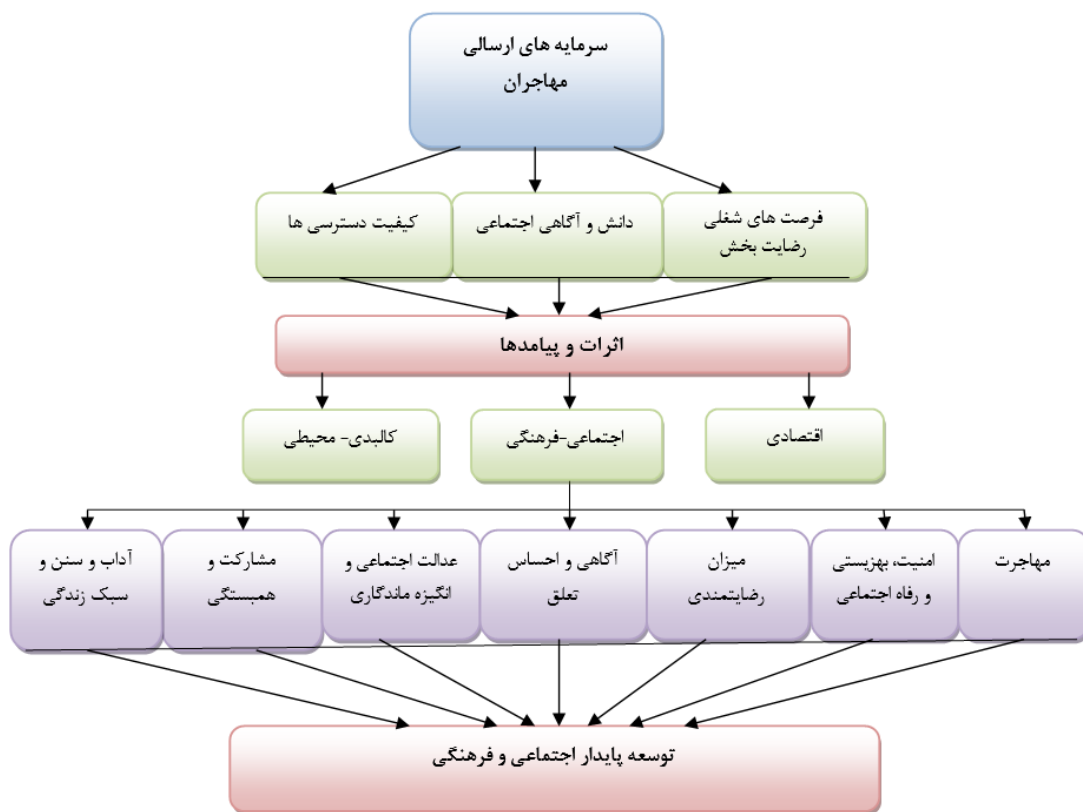 سرمایه های ارسالی
مهاجران
فرصت های شغلی
رضایت بخش
دانش و آگاهی اجتماعی
کیفیت دسترسی ها
اثرات و پیامدها
اقتصادی
اجتماعی-فرهنگی
کالبدی- محیطی
مهاجرت
امنیت، بهزیستی
و رفاه اجتماعی
میزان
رضایتمندی
آگاهی و احساس
تعلق
عدالت اجتماعی و
انگیزه ماندگاری
مشارکت و
همبستگی
آداب و سنن و
سبک زندگی
توسعه پایدار اجتماعی و فرهنگی